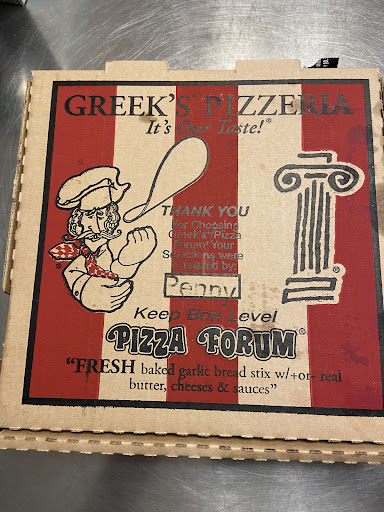 GREEK'S PIZZERIA
It's Our Taste!®
THANK YOU
For Choosing
Greek's/Pizza
Forum® Your
Selections were
created by:
Penny
Keep Box Level
PIZZA FORUM®
"FRESH baked garlic bread stix w/+or- real
butter, cheeses & sauces"